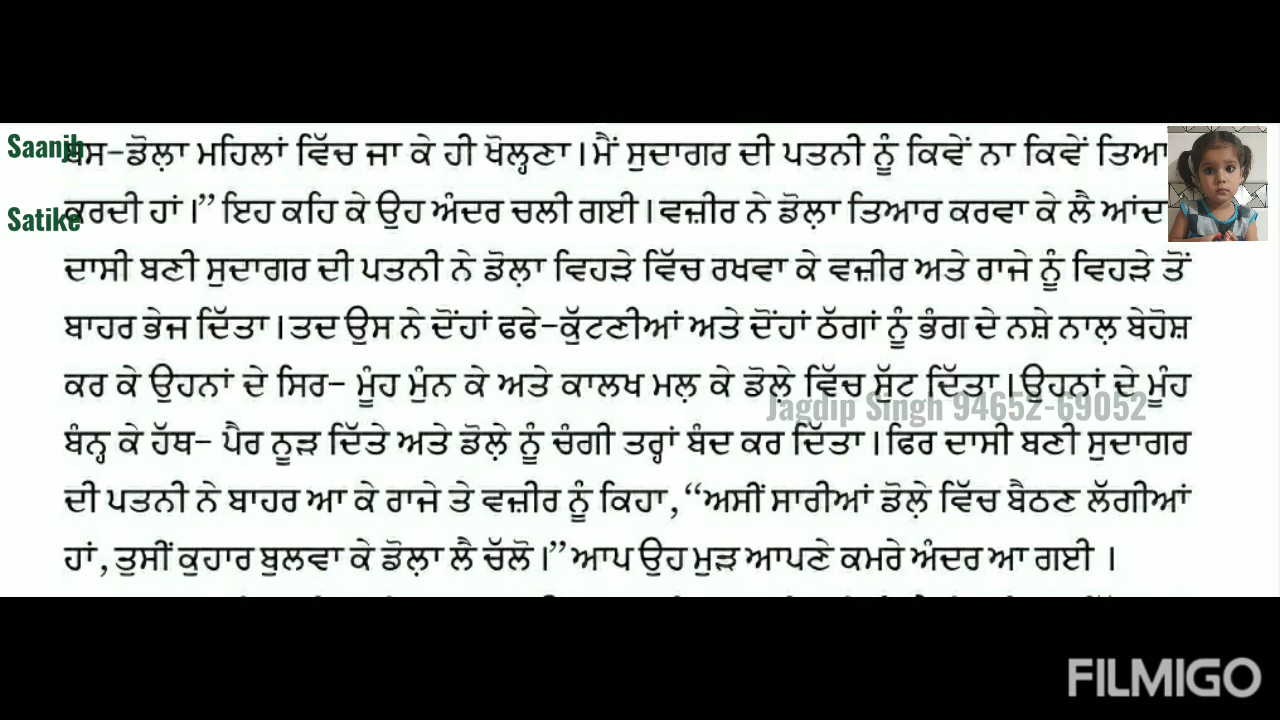 Saanjh
ਬਸ-ਡੋਲ਼ਾ ਮਹਿਲਾਂ ਵਿੱਚ ਜਾ ਕੇ ਹੀ ਖੋਲ੍ਹਣਾ। ਮੈਂ ਸੁਦਾਗਰ ਦੀ ਪਤਨੀ ਨੂੰ ਕਿਵੇਂ ਨਾ ਕਿਵੇਂ
Satike
ਕਰਦੀ ਹਾਂ।” ਇਹ ਕਹਿ ਕੇ ਉਹ ਅੰਦਰ ਚਲੀ ਗਈ। ਵਜ਼ੀਰ ਨੇ ਡੋਲ਼ਾ ਤਿਆਰ ਕਰਵਾ ਕੇ ਲੈ ਆਂਦਾ
ਦਾਸੀ ਬਣੀ ਸੁਦਾਗਰ ਦੀ ਪਤਨੀ ਨੇ ਡੋਲ਼ਾ ਵਿਹੜੇ ਵਿੱਚ ਰਖਵਾ ਕੇ ਵਜ਼ੀਰ ਅਤੇ ਰਾਜੇ ਨੂੰ ਵਿਹੜੇ ਤੋਂ
ਬਾਹਰ ਭੇਜ ਦਿੱਤਾ। ਤਦ ਉਸ ਨੇ ਦੋਂਹਾਂ ਫਫੇ-ਕੁੱਟਣੀਆਂ ਅਤੇ ਦੋਂਹਾਂ ਠੱਗਾਂ ਨੂੰ ਭੰਗ ਦੇ ਨਸ਼ੇ ਨਾਲ਼ ਬੇਹੋਸ਼
ਕਰ ਕੇ ਉਹਨਾਂ ਦੇ ਸਿਰ- ਮੂੰਹ ਮੁੰਨ ਕੇ ਅਤੇ ਕਾਲਖ ਮਲ਼ ਕੇ ਡੋਲ਼ੇ ਵਿੱਚ ਸੁੱਟ ਦਿੱਤਾ। ਉਹਨਾਂ ਦੇ ਮੂੰਹ
Jagdip Singh 94652-69052
ਬੰਨ੍ਹ ਕੇ ਹੱਥ- ਪੈਰ ਨੂੜ ਦਿੱਤੇ ਅਤੇ ਡੋਲ਼ੇ ਨੂੰ ਚੰਗੀ ਤਰ੍ਹਾਂ ਬੰਦ ਕਰ ਦਿੱਤਾ। ਫਿਰ ਦਾਸੀ ਬਣੀ ਸੁਦਾਗਰ
ਦੀ ਪਤਨੀ ਨੇ ਬਾਹਰ ਆ ਕੇ ਰਾਜੇ ਤੇ ਵਜ਼ੀਰ ਨੂੰ ਕਿਹਾ, “ਅਸੀਂ ਸਾਰੀਆਂ ਡੋਲ਼ੇ ਵਿੱਚ ਬੈਠਣ ਲੱਗੀਆਂ
ਹਾਂ, ਤੁਸੀਂ ਕੁਹਾਰ ਬੁਲਵਾ ਕੇ ਡੋਲ਼ਾ ਲੈ ਚੱਲੋ।” ਆਪ ਉਹ ਮੁੜ ਆਪਣੇ ਕਮਰੇ ਅੰਦਰ ਆ ਗਈ ।
FILMIGO